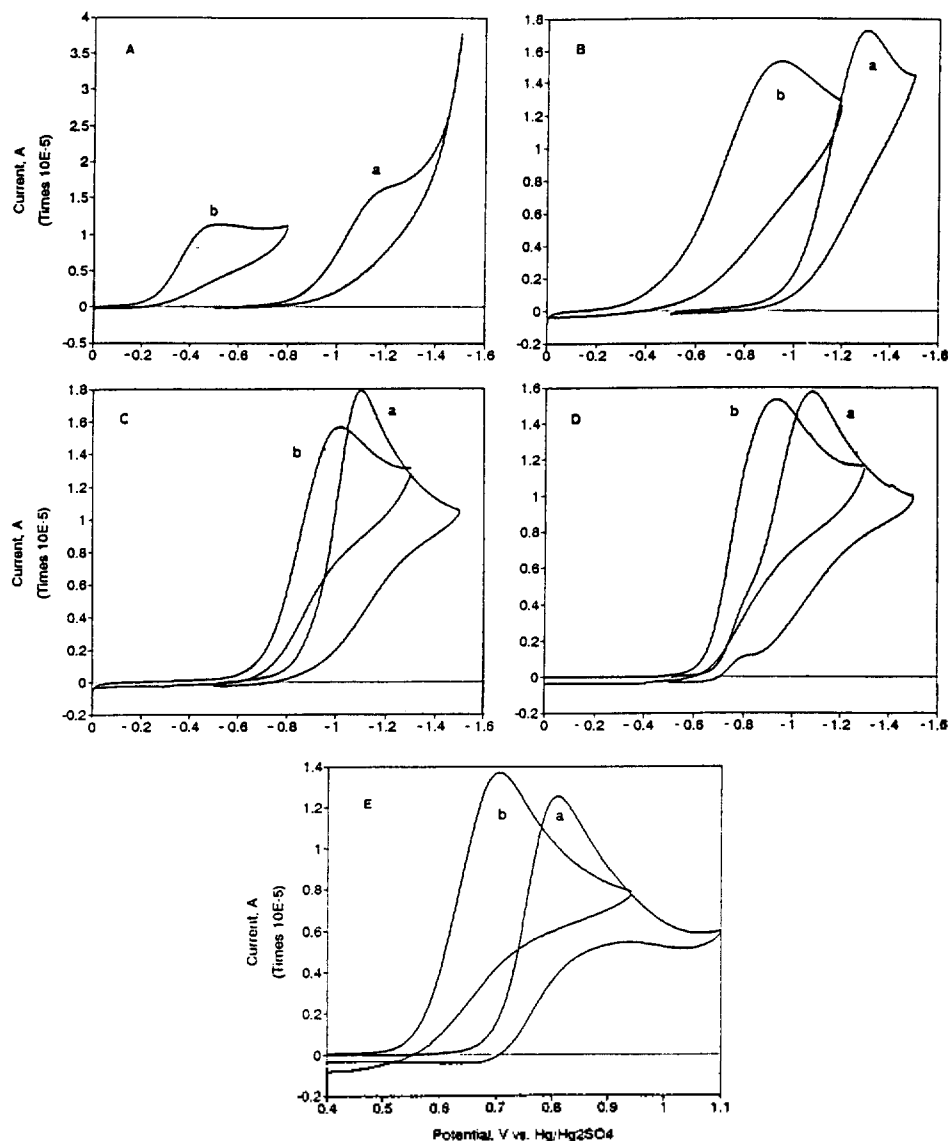 4
3.5
3
2.5
2
1.5
1
0.5
0
-0.5
A
b
a
0 -0.2 -0.4 -0.6 -0.8 -1 -1.2 -1.4 -1.6
Current, A
(Times 10E-5)
1.8
1.6
1.4
1.2
1
0.8
0.6
0.4
0.2
0
-0.2
B
b
a
0 -0.2 -0.4 -0.6 -0.8 -1 -1.2 -1.4 -1.6
1.8
1.6
1.4
1.2
1
0.8
0.6
0.4
0.2
0
-0.2
C
b
a
0 -0.2 -0.4 -0.6 -0.8 -1 -1.2 -1.4 -1.6
Current, A
(Times 10E-5)
1.6
1.4
1.2
1
0.8
0.6
0.4
0.2
0
-0.2
D
b
a
0 -0.2 -0.4 -0.6 -0.8 -1 -1.2 -1.4 -1.6
1.4
1.2
1
0.8
0.6
0.4
0.2
0
-0.2
E
b
a
0.4 0.5 0.6 0.7 0.8 0.9 1 1.1
Current, A
(Times 10E-5)
Potential, V vs. Hg/Hg2SO4